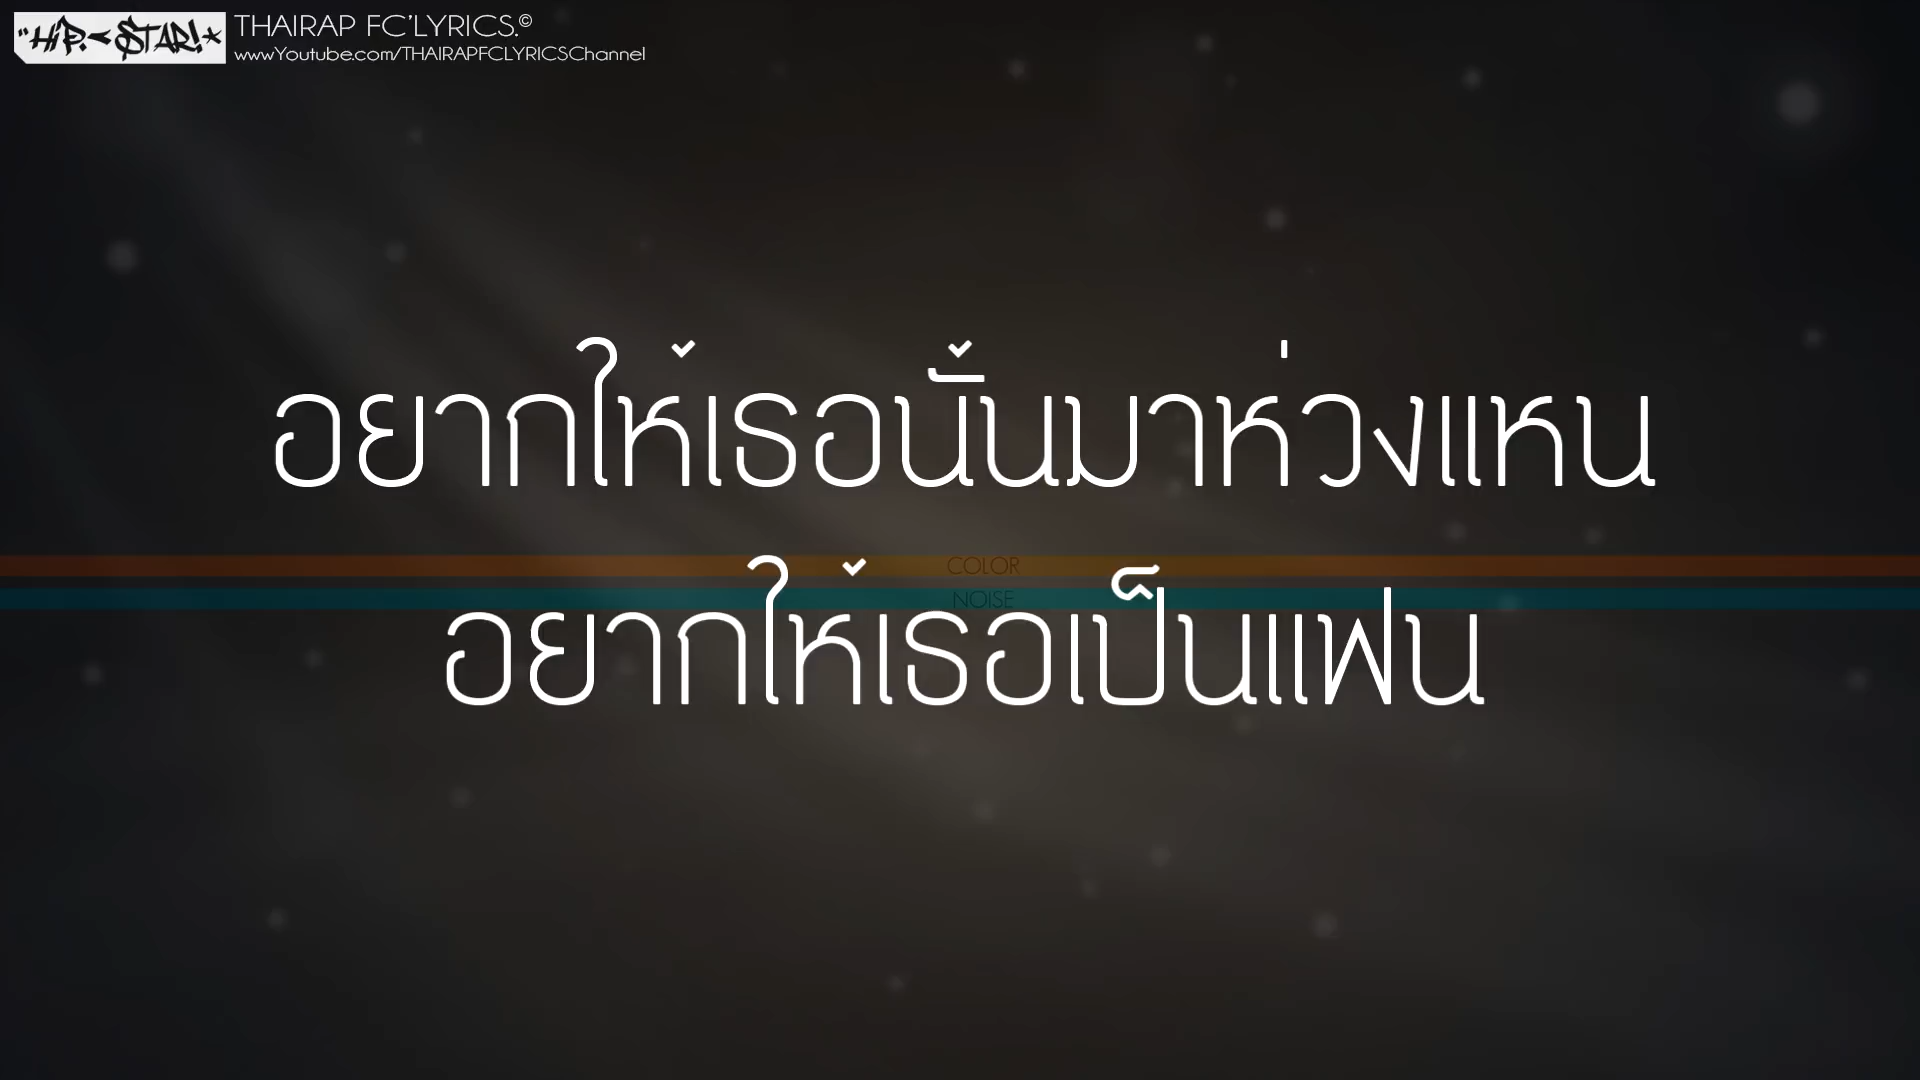 "HIP-STAR!*
THAIRAP FC'LYRICS.©
www.Youtube.com/THAIRAPFCLYRICSChannel
อยากให้เธอนั้นมาห่วงแหน
COLOR
NOISE
อยากให้เธอเป็นแฟน